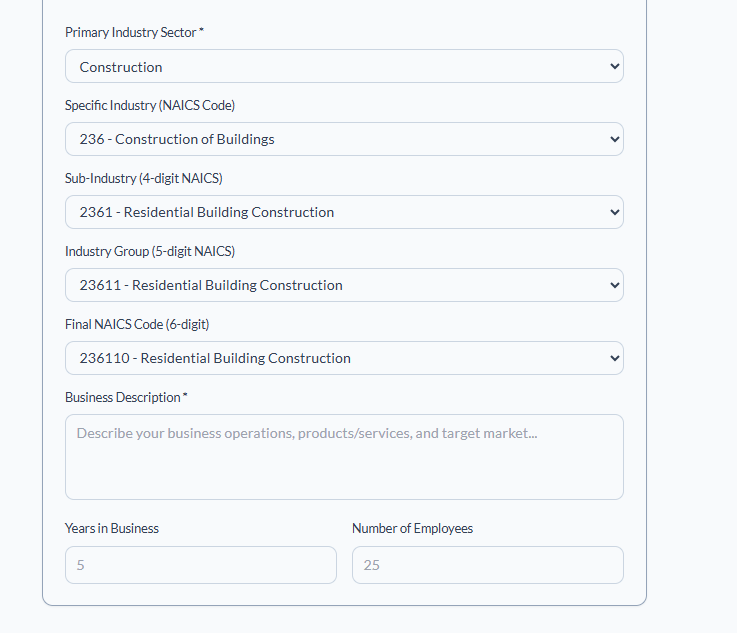 Primary Industry Sector *
Construction
Specific Industry (NAICS Code)
236 - Construction of Buildings
Sub-Industry (4-digit NAICS)
2361 - Residential Building Construction
Industry Group (5-digit NAICS)
23611 - Residential Building Construction
Final NAICS Code (6-digit)
236110 - Residential Building Construction
Business Description *
Describe your business operations, products/services, and target market...
Years in Business Number of Employees
5 25